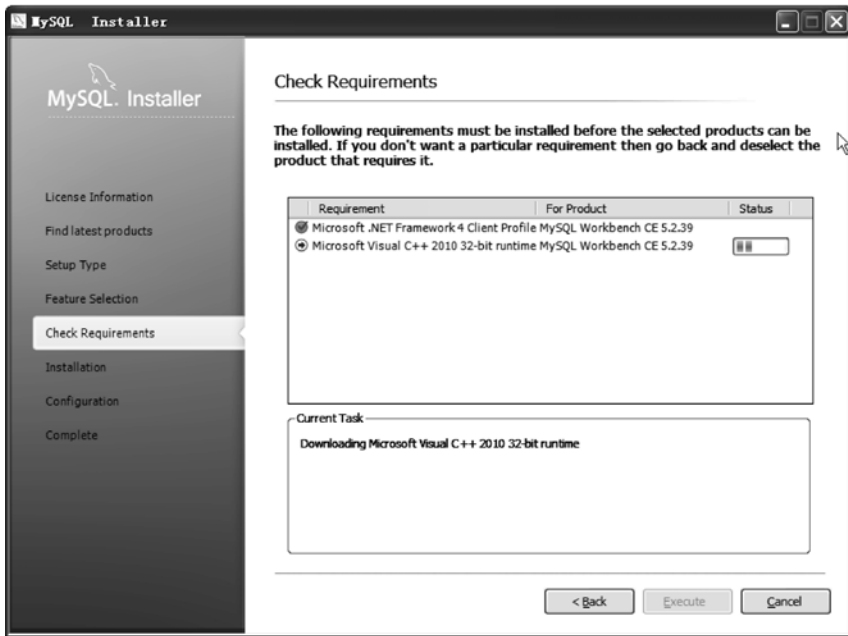 MySQL Installer
MySQL. Installer
License Information
Find latest products
Setup Type
Feature Selection
Check Requirements
Installation
Configuration
Complete
Check Requirements
The following requirements must be installed before the selected products can be
installed. If you don't want a particular requirement then go back and deselect the
product that requires it.
Requirement For Product Status
Microsoft .NET Framework 4 Client Profile MySQL Workbench CE 5.2.39
Microsoft Visual C++ 2010 32-bit runtime MySQL Workbench CE 5.2.39
Current Task
Downloading Microsoft Visual C++ 2010 32-bit runtime
< Back Execute Cancel